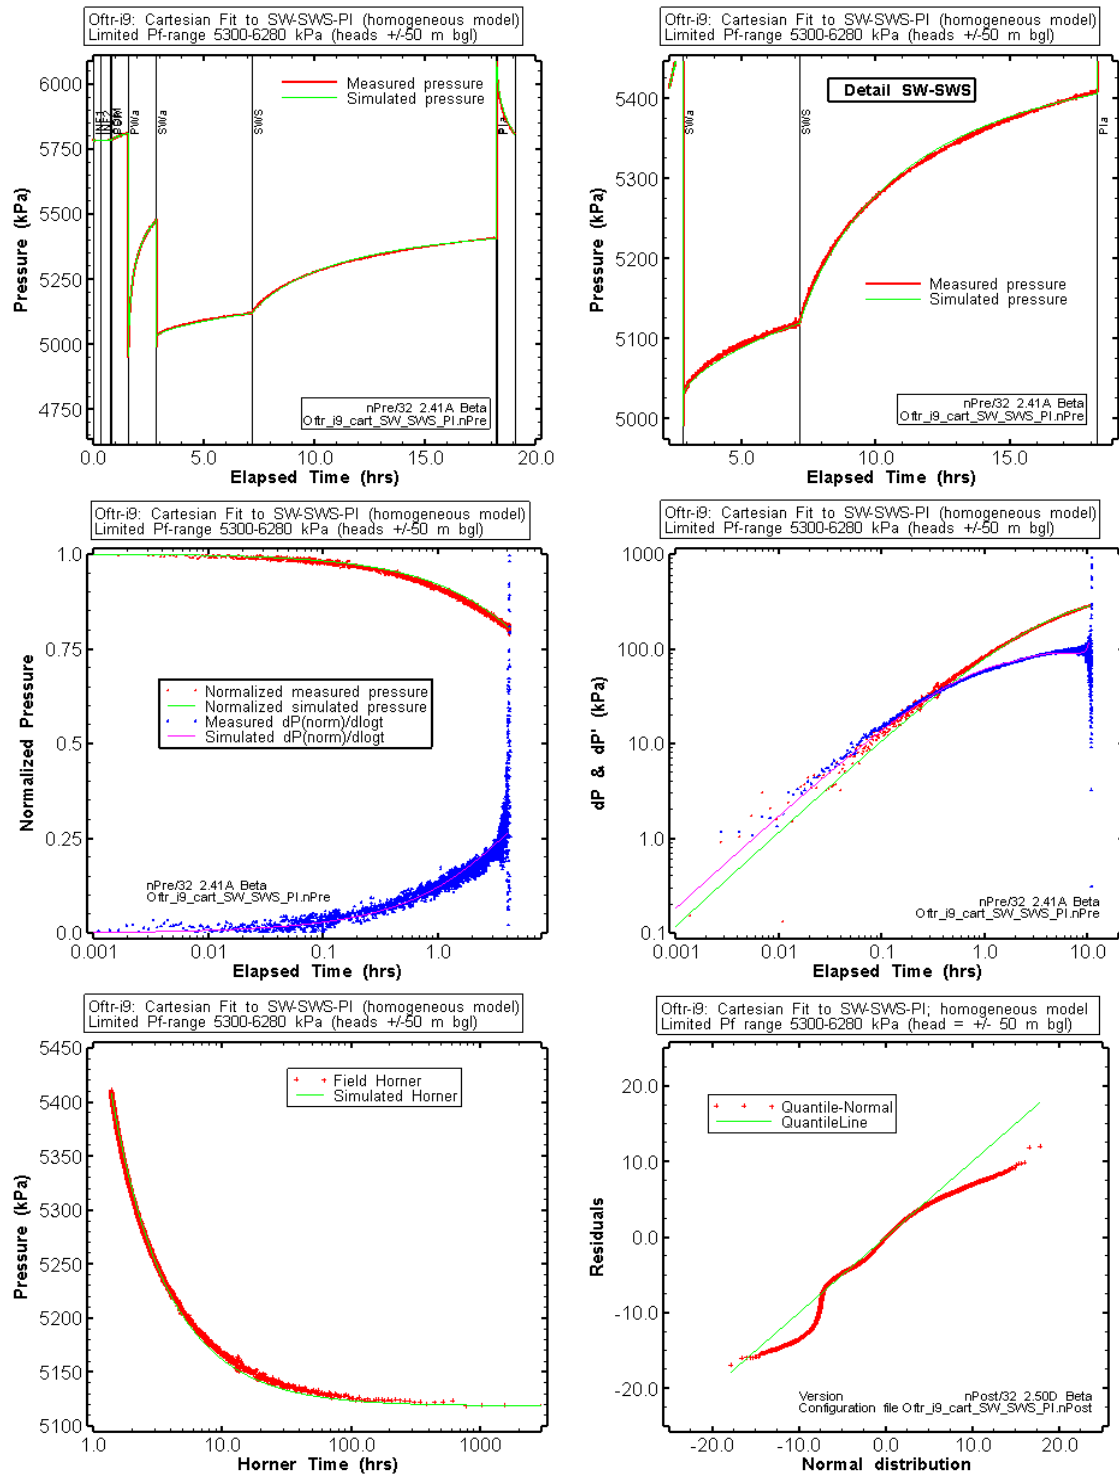 Oftr-i9: Cartesian Fit to SW-SWS-PI (homogeneous model)
Limited Pf-range 5300-6280 kPa (heads +/-50 m bgl)
Measured pressure
Simulated pressure
PWa
SWa
SWS
PIa
6000
5750
5500
5250
5000
4750
Pressure (kPa)
0.0
5.0
10.0
15.0
20.0
Elapsed Time (hrs)
nPre/32 2.41A Beta
Oftr_i9_cart_SW_SWS_PI.nPre
Oftr-i9: Cartesian Fit to SW-SWS-PI (homogeneous model)
Limited Pf-range 5300-6280 kPa (heads +/-50 m bgl)
Detail SW-SWS
SWa
SWS
PIa
5400
5300
5200
5100
5000
Pressure (kPa)
Measured pressure
Simulated pressure
nPre/32 2.41A Beta
Oftr_i9_cart_SW_SWS_PI.nPre
5.0
10.0
15.0
Elapsed Time (hrs)
Oftr-i9: Cartesian Fit to SW-SWS-PI (homogeneous model)
Limited Pf-range 5300-6280 kPa (heads +/-50 m bgl)
1.0
0.75
0.5
0.25
0.0
Normalized Pressure
Normalized measured pressure
Normalized simulated pressure
Measured dP(norm)/dlogt
Simulated dP(norm)/dlogt
nPre/32 2.41A Beta
Oftr_i9_cart_SW_SWS_PI.nPre
0.001
0.01
0.1
1.0
Elapsed Time (hrs)
Oftr-i9: Cartesian Fit to SW-SWS-PI (homogeneous model)
Limited Pf-range 5300-6280 kPa (heads +/-50 m bgl)
1000
100.0
10.0
1.0
0.1
dP & dP' (kPa)
nPre/32 2.41A Beta
Oftr_i9_cart_SW_SWS_PI.nPre
0.001
0.01
0.1
1.0
10.0
Elapsed Time (hrs)
Oftr-i9: Cartesian Fit to SW-SWS-PI (homogeneous model)
Limited Pf-range 5300-6280 kPa (heads +/-50 m bgl)
5450
5400
5350
5300
5250
5200
5150
5100
Pressure (kPa)
Field Horner
Simulated Horner
1.0
10.0
100.0
1000
Horner Time (hrs)
Oftr-i9: Cartesian Fit to SW-SWS-PI; homogeneous model
Limited Pf range 5300-6280 kPa (head = +/- 50 m bgl)
20.0
10.0
0.0
-10.0
-20.0
Residuals
Quantile-Normal
QuantileLine
Version nPost/32 2.50D Beta
Configuration file Oftr_i9_cart_SW_SWS_PI.nPost
-20.0
-10.0
0.0
10.0
20.0
Normal distribution